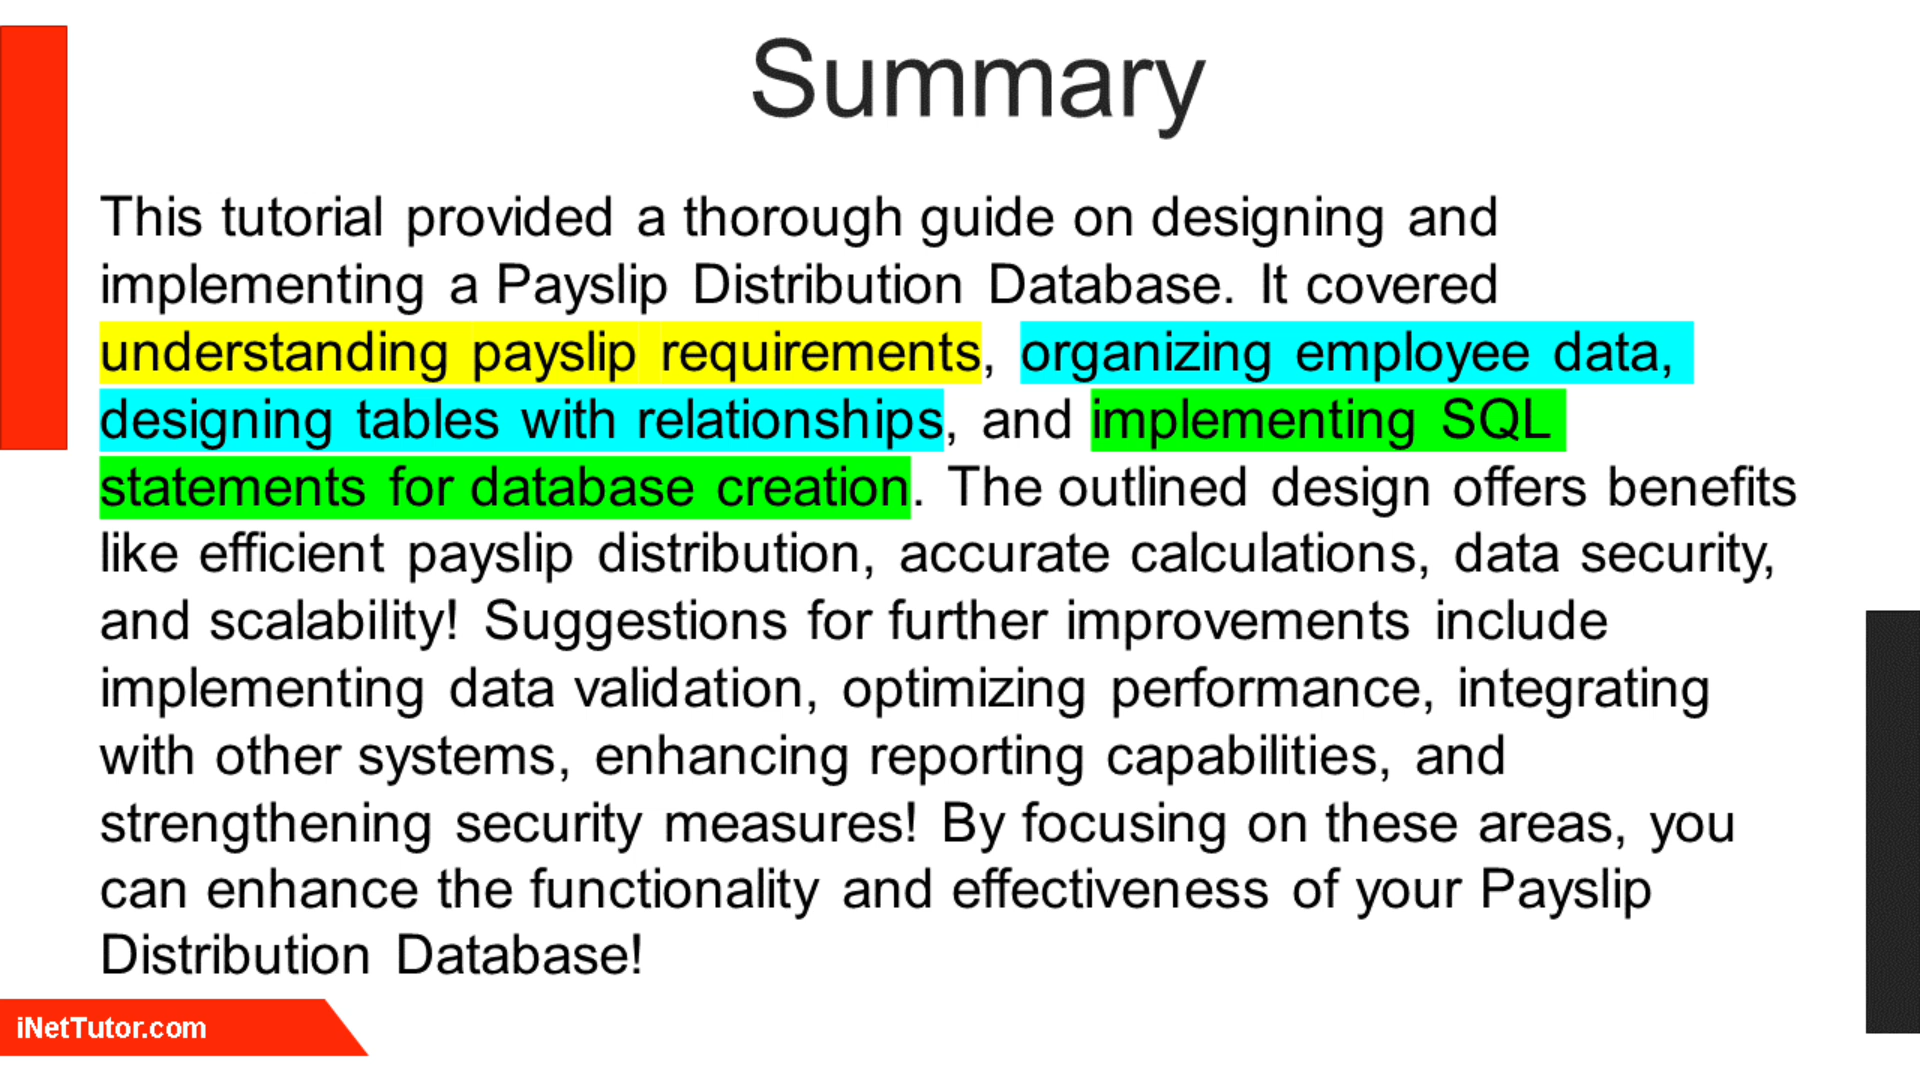 Summary
This tutorial provided a thorough guide on designing and
implementing a Payslip Distribution Database. It covered
understanding payslip requirements, organizing employee data,
designing tables with relationships, and implementing SQL
statements for database creation. The outlined design offers benefits
like efficient payslip distribution, accurate calculations, data security,
and scalability! Suggestions for further improvements include
implementing data validation, optimizing performance, integrating
with other systems, enhancing reporting capabilities, and
strengthening security measures! By focusing on these areas, you
can enhance the functionality and effectiveness of your Payslip
Distribution Database!
iNetTutor.com